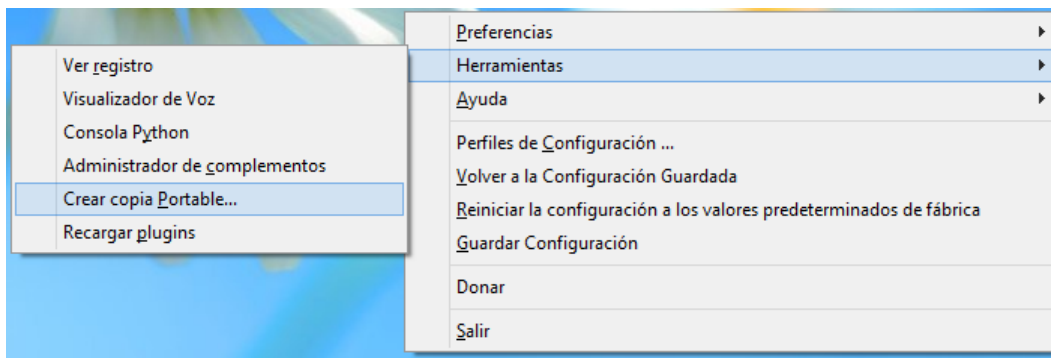 Preferencias
Herramientas
Ayuda
Perfiles de Configuración ...
Volver a la Configuración Guardada
Reiniciar la configuración a los valores predeterminados de fábrica
Guardar Configuración
Donar
Salir
Ver registro
Visualizador de Voz
Consola Python
Administrador de complementos
Crear copia Portable...
Recargar plugins